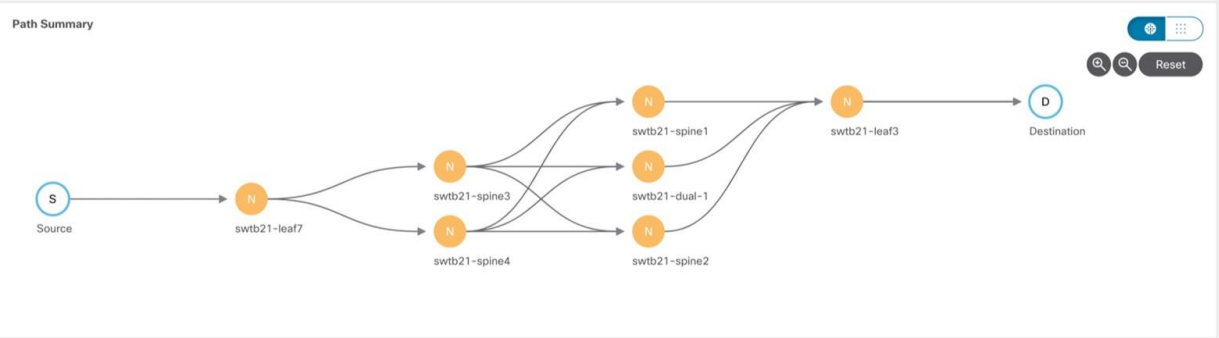 Path Summary
Reset
N
swtb21-spine1
N
swtb21-leaf3
D
Destination
N
swtb21-spine3
N
swtb21-dual-1
S
Source
N
swtb21-leaf7
N
swtb21-spine4
N
swtb21-spine2